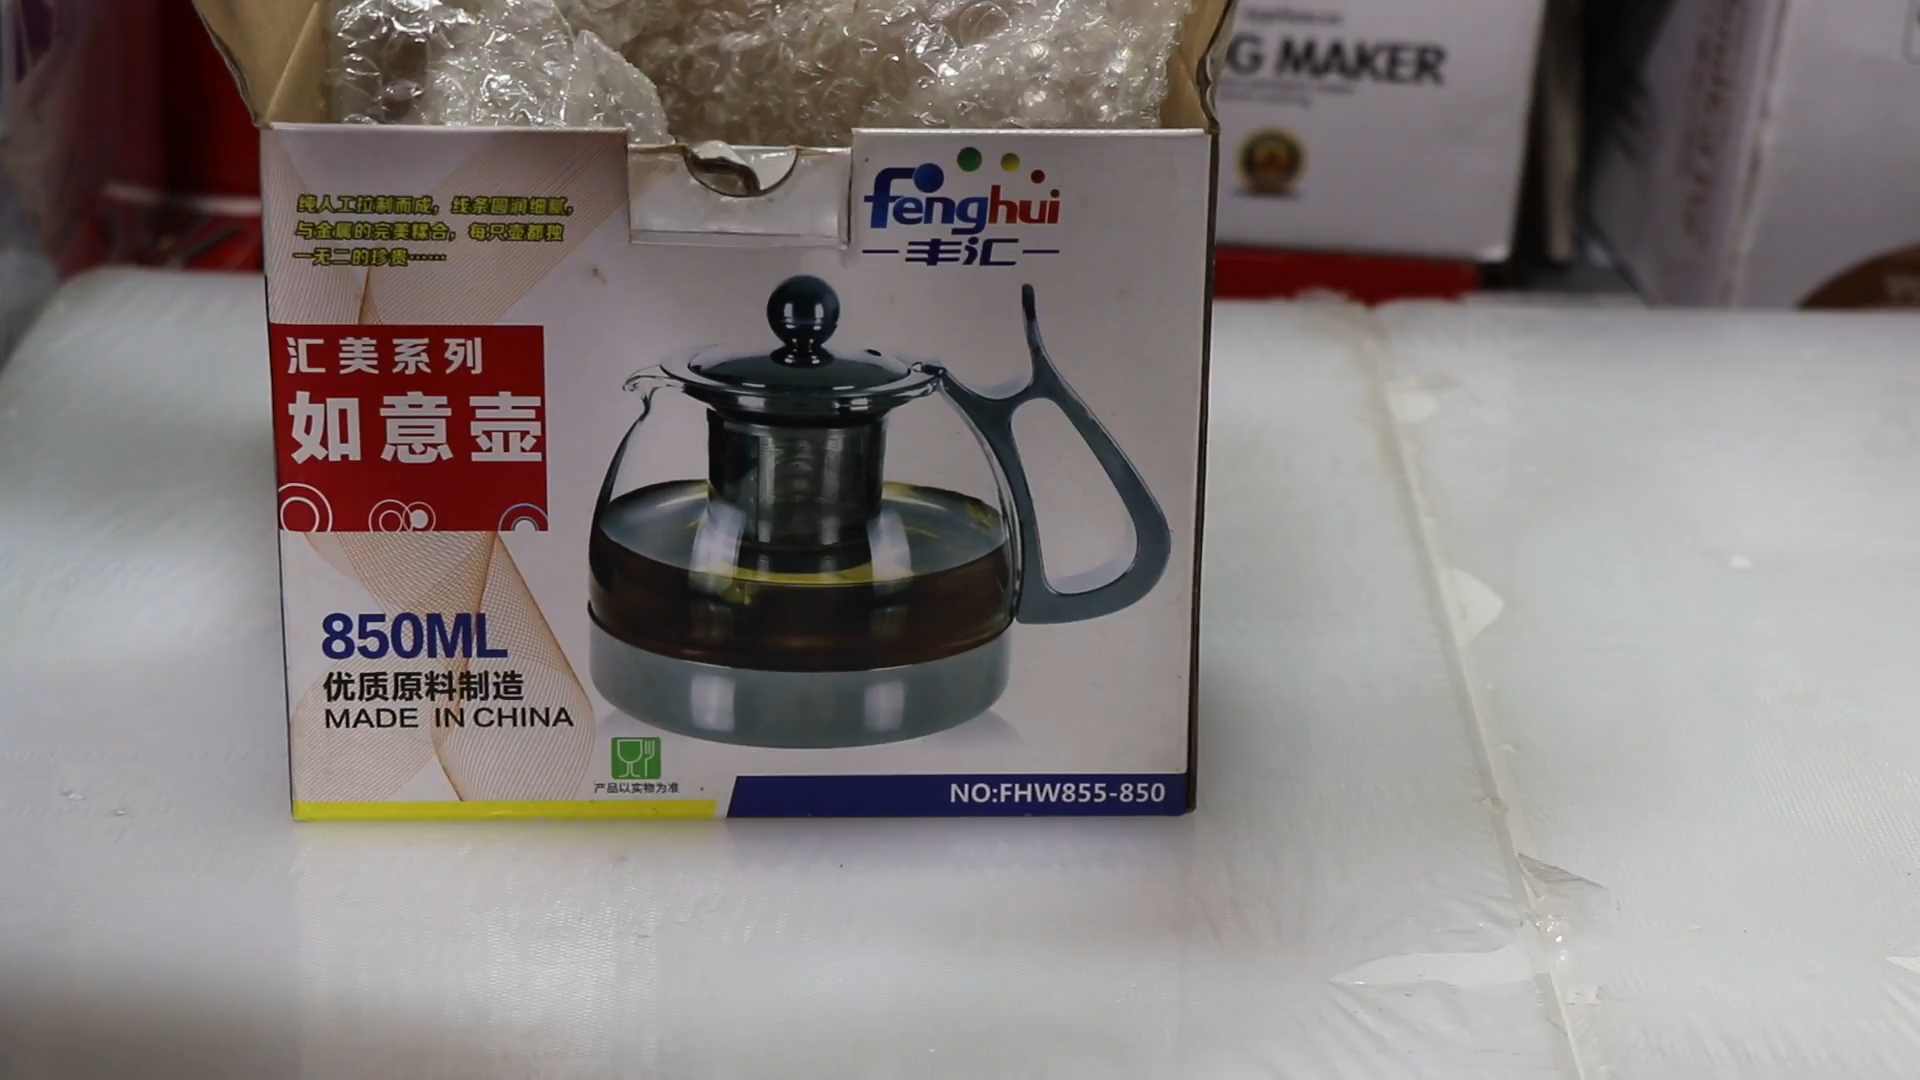 纯人工拉制而成，线条圆润细腻，
与金属的完美糅合，每只壶都独
一无二的珍贵……
fenghui
丰汇
汇美系列
如意壶
850ML
优质原料制造
MADE IN CHINA
产品以实物为准
NO:FHW855-850
G MAKER